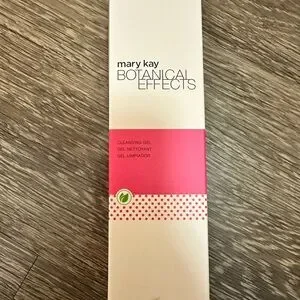 mary kay
BOTANICAL
EFFECTS
CLEANSING GEL
GEL NETTOYANT
GEL LIMPIADOR